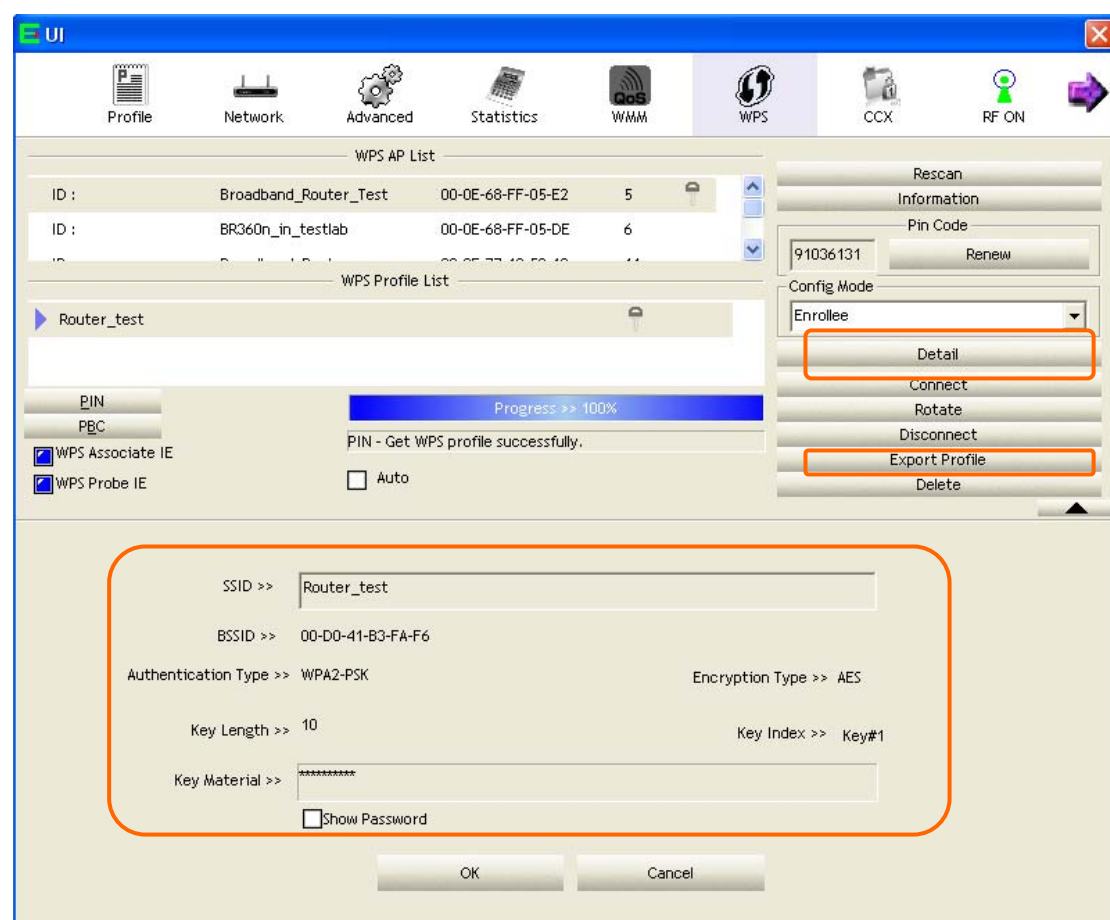 UI
Profile Network Advanced Statistics QoS WMM WPS CCX RF ON
WPS AP List
ID : Broadband_Router_Test 00-0E-68-FF-05-E2 5
ID : BR360n_in_testlab 00-0E-68-FF-05-DE 6
WPS Profile List
Router_test
Rescan
Information
Pin Code
91036131 Renew
Config Mode
Enrollee
Detail
Connect
Rotate
Disconnect
Export Profile
Delete
PIN
PBC
WPS Associate IE
WPS Probe IE
Progress >> 100%
PIN - Get WPS profile successfully.
Auto
SSID >> Router_test
BSSID >> 00-D0-41-B3-FA-F6
Authentication Type >> WPA2-PSK Encryption Type >> AES
Key Length >> 10 Key Index >> Key#1
Key Material >> **********
Show Password
OK Cancel